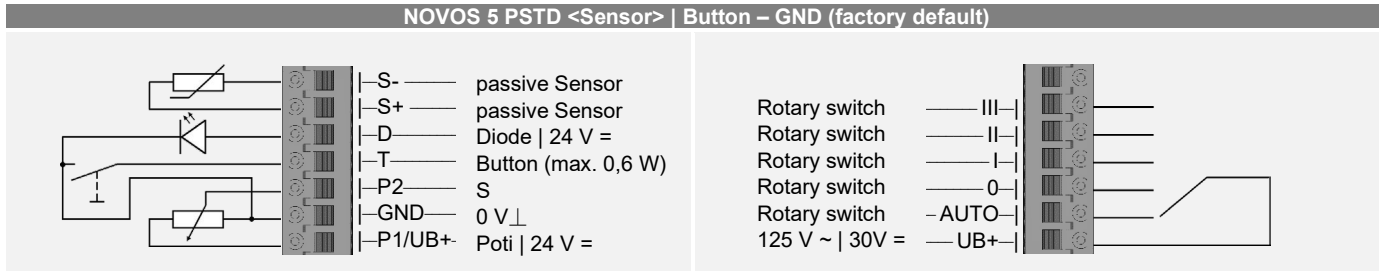 NOVOS 5 PSTD <Sensor> | Button – GND (factory default)
S- passive Sensor
S+ passive Sensor
D Diode | 24 V =
T Button (max. 0,6 W)
P2 S
GND 0 V⊥
P1/UB+ Poti | 24 V =
Rotary switch III
Rotary switch II
Rotary switch I
Rotary switch 0
Rotary switch AUTO
125 V ~ | 30V = UB+